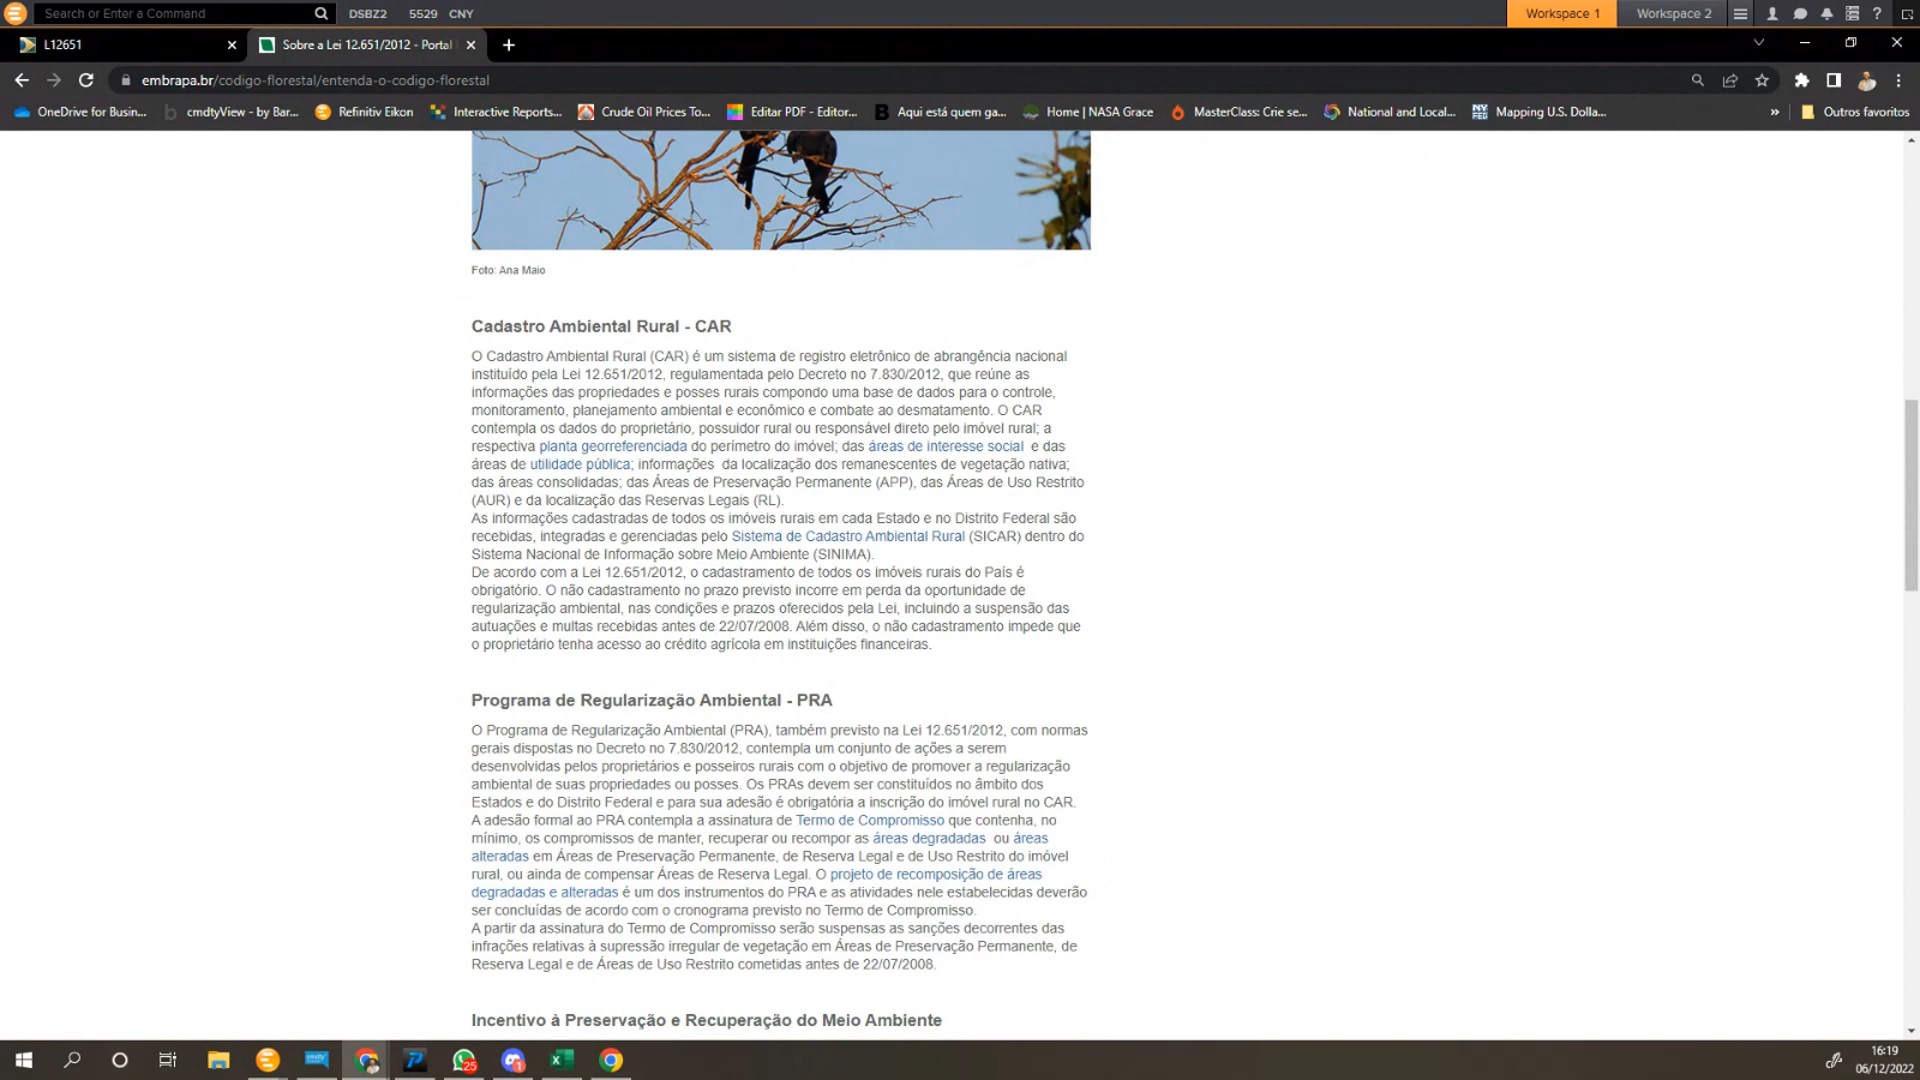 Search or Enter a Command
DSBZ2 5529 CNY
Workspace 1
Workspace 2
L12651
Sobre a Lei 12.651/2012 - Portal
embrapa.br/codigo-florestal/entenda-o-codigo-florestal
OneDrive for Busin...
cmdtyView - by Bar...
Refinitiv Eikon
Interactive Reports...
Crude Oil Prices To...
Editar PDF - Editor...
Aqui está quem ga...
Home | NASA Grace
MasterClass: Crie se...
National and Local...
Mapping U.S. Dolla...
»
Outros favoritos
Foto: Ana Maio
Cadastro Ambiental Rural - CAR
O Cadastro Ambiental Rural (CAR) é um sistema de registro eletrônico de abrangência nacional
instituído pela Lei 12.651/2012, regulamentada pelo Decreto no 7.830/2012, que reúne as
informações das propriedades e posses rurais compondo uma base de dados para o controle,
monitoramento, planejamento ambiental e econômico e combate ao desmatamento. O CAR
contempla os dados do proprietário, possuidor rural ou responsável direto pelo imóvel rural; a
respectiva planta georreferenciada do perímetro do imóvel; das áreas de interesse social e das
áreas de utilidade pública; informações da localização dos remanescentes de vegetação nativa;
das áreas consolidadas; das Áreas de Preservação Permanente (APP), das Áreas de Uso Restrito
(AUR) e da localização das Reservas Legais (RL).
As informações cadastradas de todos os imóveis rurais em cada Estado e no Distrito Federal são
recebidas, integradas e gerenciadas pelo Sistema de Cadastro Ambiental Rural (SICAR) dentro do
Sistema Nacional de Informação sobre Meio Ambiente (SINIMA).
De acordo com a Lei 12.651/2012, o cadastramento de todos os imóveis rurais do País é
obrigatório. O não cadastramento no prazo previsto incorre em perda da oportunidade de
regularização ambiental, nas condições e prazos oferecidos pela Lei, incluindo a suspensão das
autuações e multas recebidas antes de 22/07/2008. Além disso, o não cadastramento impede que
o proprietário tenha acesso ao crédito agrícola em instituições financeiras.
Programa de Regularização Ambiental - PRA
O Programa de Regularização Ambiental (PRA), também previsto na Lei 12.651/2012, com normas
gerais dispostas no Decreto no 7.830/2012, contempla um conjunto de ações a serem
desenvolvidas pelos proprietários e posseiros rurais com o objetivo de promover a regularização
ambiental de suas propriedades ou posses. Os PRAs devem ser constituídos no âmbito dos
Estados e do Distrito Federal e para sua adesão é obrigatória a inscrição do imóvel rural no CAR.
A adesão formal ao PRA contempla a assinatura de Termo de Compromisso que contenha, no
mínimo, os compromissos de manter, recuperar ou recompor as áreas degradadas ou áreas
alteradas em Áreas de Preservação Permanente, de Reserva Legal e de Uso Restrito do imóvel
rural, ou ainda de compensar Áreas de Reserva Legal. O projeto de recomposição de áreas
degradadas e alteradas é um dos instrumentos do PRA e as atividades nele estabelecidas deverão
ser concluídas de acordo com o cronograma previsto no Termo de Compromisso.
A partir da assinatura do Termo de Compromisso serão suspensas as sanções decorrentes das
infrações relativas à supressão irregular de vegetação em Áreas de Preservação Permanente, de
Reserva Legal e de Áreas de Uso Restrito cometidas antes de 22/07/2008.
Incentivo à Preservação e Recuperação do Meio Ambiente
25
1
16:19
06/12/2022